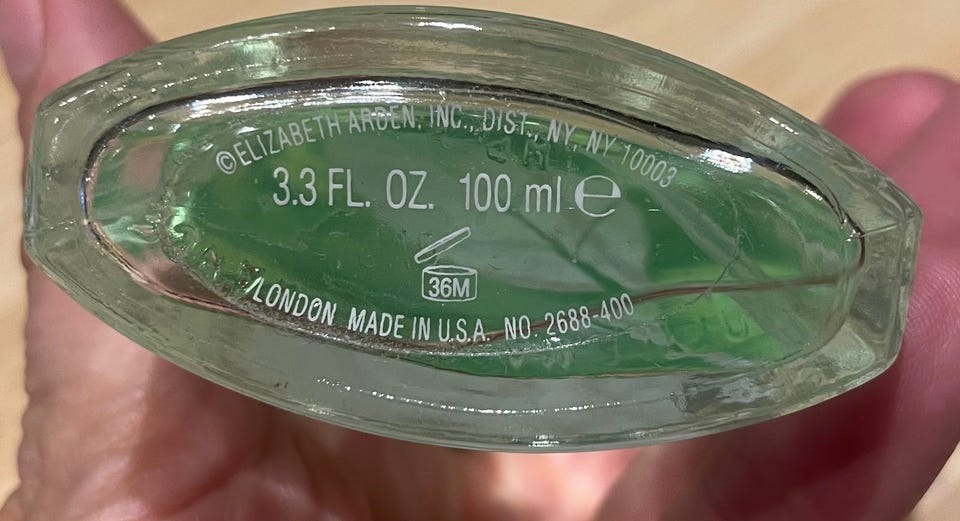 ©ELIZABETH ARDEN, INC., DIST., NY, NY 10003
3.3 FL. OZ. 100 ml ℮
36M
/LONDON MADE IN U.S.A. NO. 2688-400